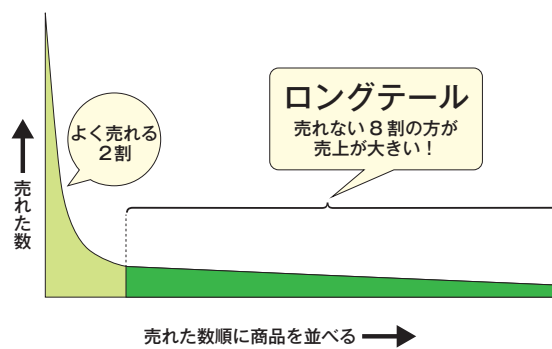 よく売れる
2割
ロングテール
売れない8割の方が
売上が大きい！
売れた数
売れた数順に商品を並べる